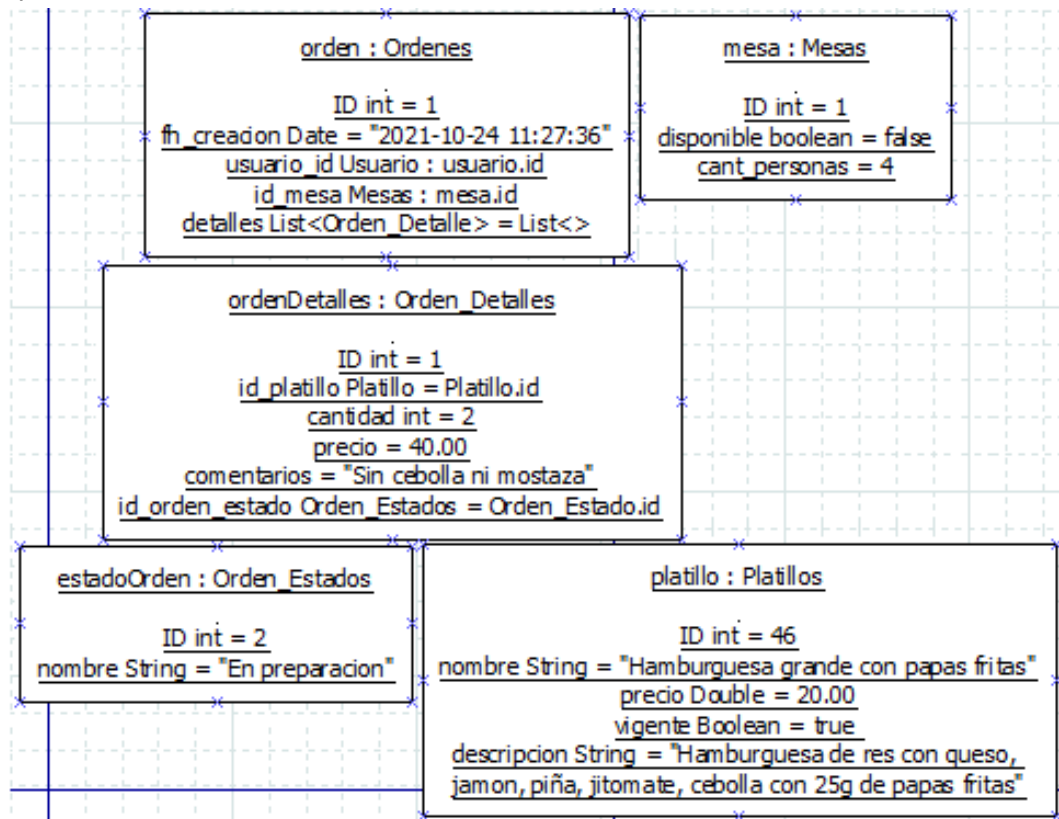 orden : Ordenes
ID int = 1
fh_creacion Date = "2021-10-24 11:27:36"
usuario_id Usuario : usuario.id
id_mesa Mesas : mesa.id
detalles List<Orden_Detalle> = List<>
mesa : Mesas
ID int = 1
disponible boolean = false
cant_personas = 4
ordenDetalles : Orden_Detalles
ID int = 1
id_platillo Platillo = Platillo.id
cantidad int = 2
precio = 40.00
comentarios = "Sin cebolla ni mostaza"
id_orden_estado Orden_Estados = Orden_Estado.id
estadoOrden : Orden_Estados
ID int = 2
nombre String = "En preparacion"
platillo : Platillos
ID int = 46
nombre String = "Hamburguesa grande con papas fritas"
precio Double = 20.00
vigente Boolean = true
descripcion String = "Hamburguesa de res con queso,
jamon, piña, jitomate, cebolla con 25g de papas fritas"